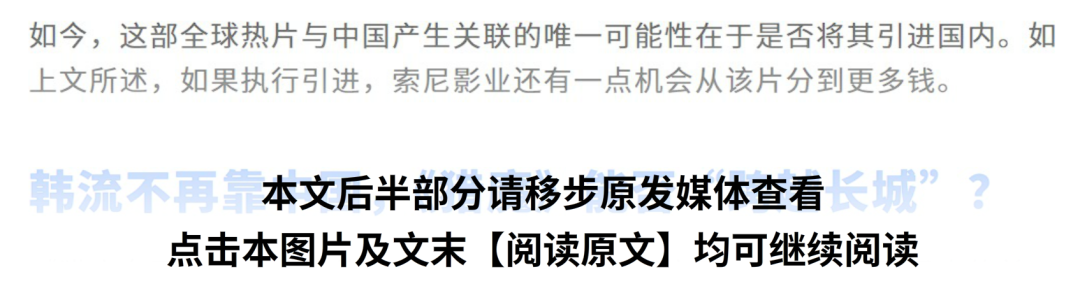 如今，这部全球热片与中国产生关联的唯一可能性在于是否将其引进国内。如
上文所述，如果执行引进，索尼影业还有一点机会从该片分到更多钱。
韩流不再靠 长城”？
本文后半部分请移步原发媒体查看
点击本图片及文末【阅读原文】均可继续阅读